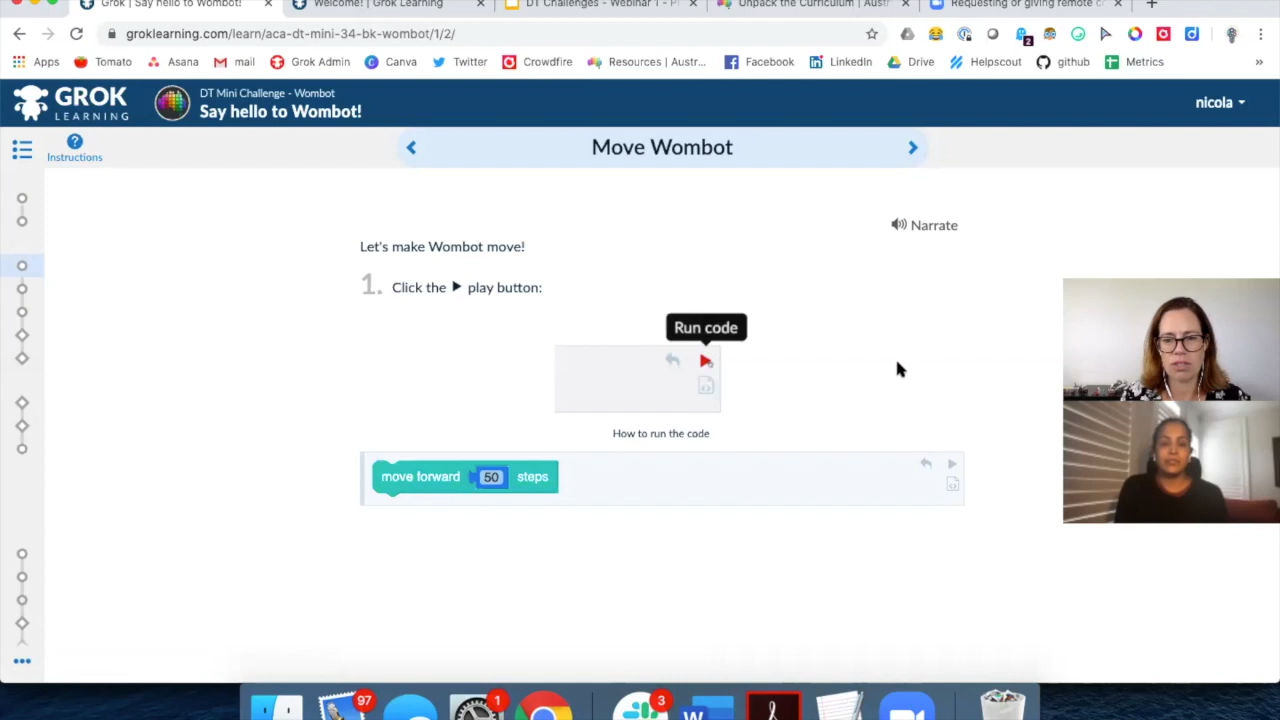 Grok | Say hello to Wombot!
Welcome! | Grok Learning
DT Challenges - Webinar 1 - P
Unpack the Curriculum | Austr
Requesting or giving remote c
groklearning.com/learn/aca-dt-mini-34-bk-wombot/1/2/
2
Apps
Tomato
Asana
mail
Grok Admin
Canva
Twitter
Crowdfire
Resources | Austr...
Facebook
LinkedIn
Drive
Helpscout
github
Metrics
»
GROK
LEARNING
DT Mini Challenge - Wombot
Say hello to Wombot!
nicola
Instructions
Move Wombot
Narrate
Let's make Wombot move!
1. Click the ▶ play button:
Run code
How to run the code
move forward 50 steps
97
1
3
W